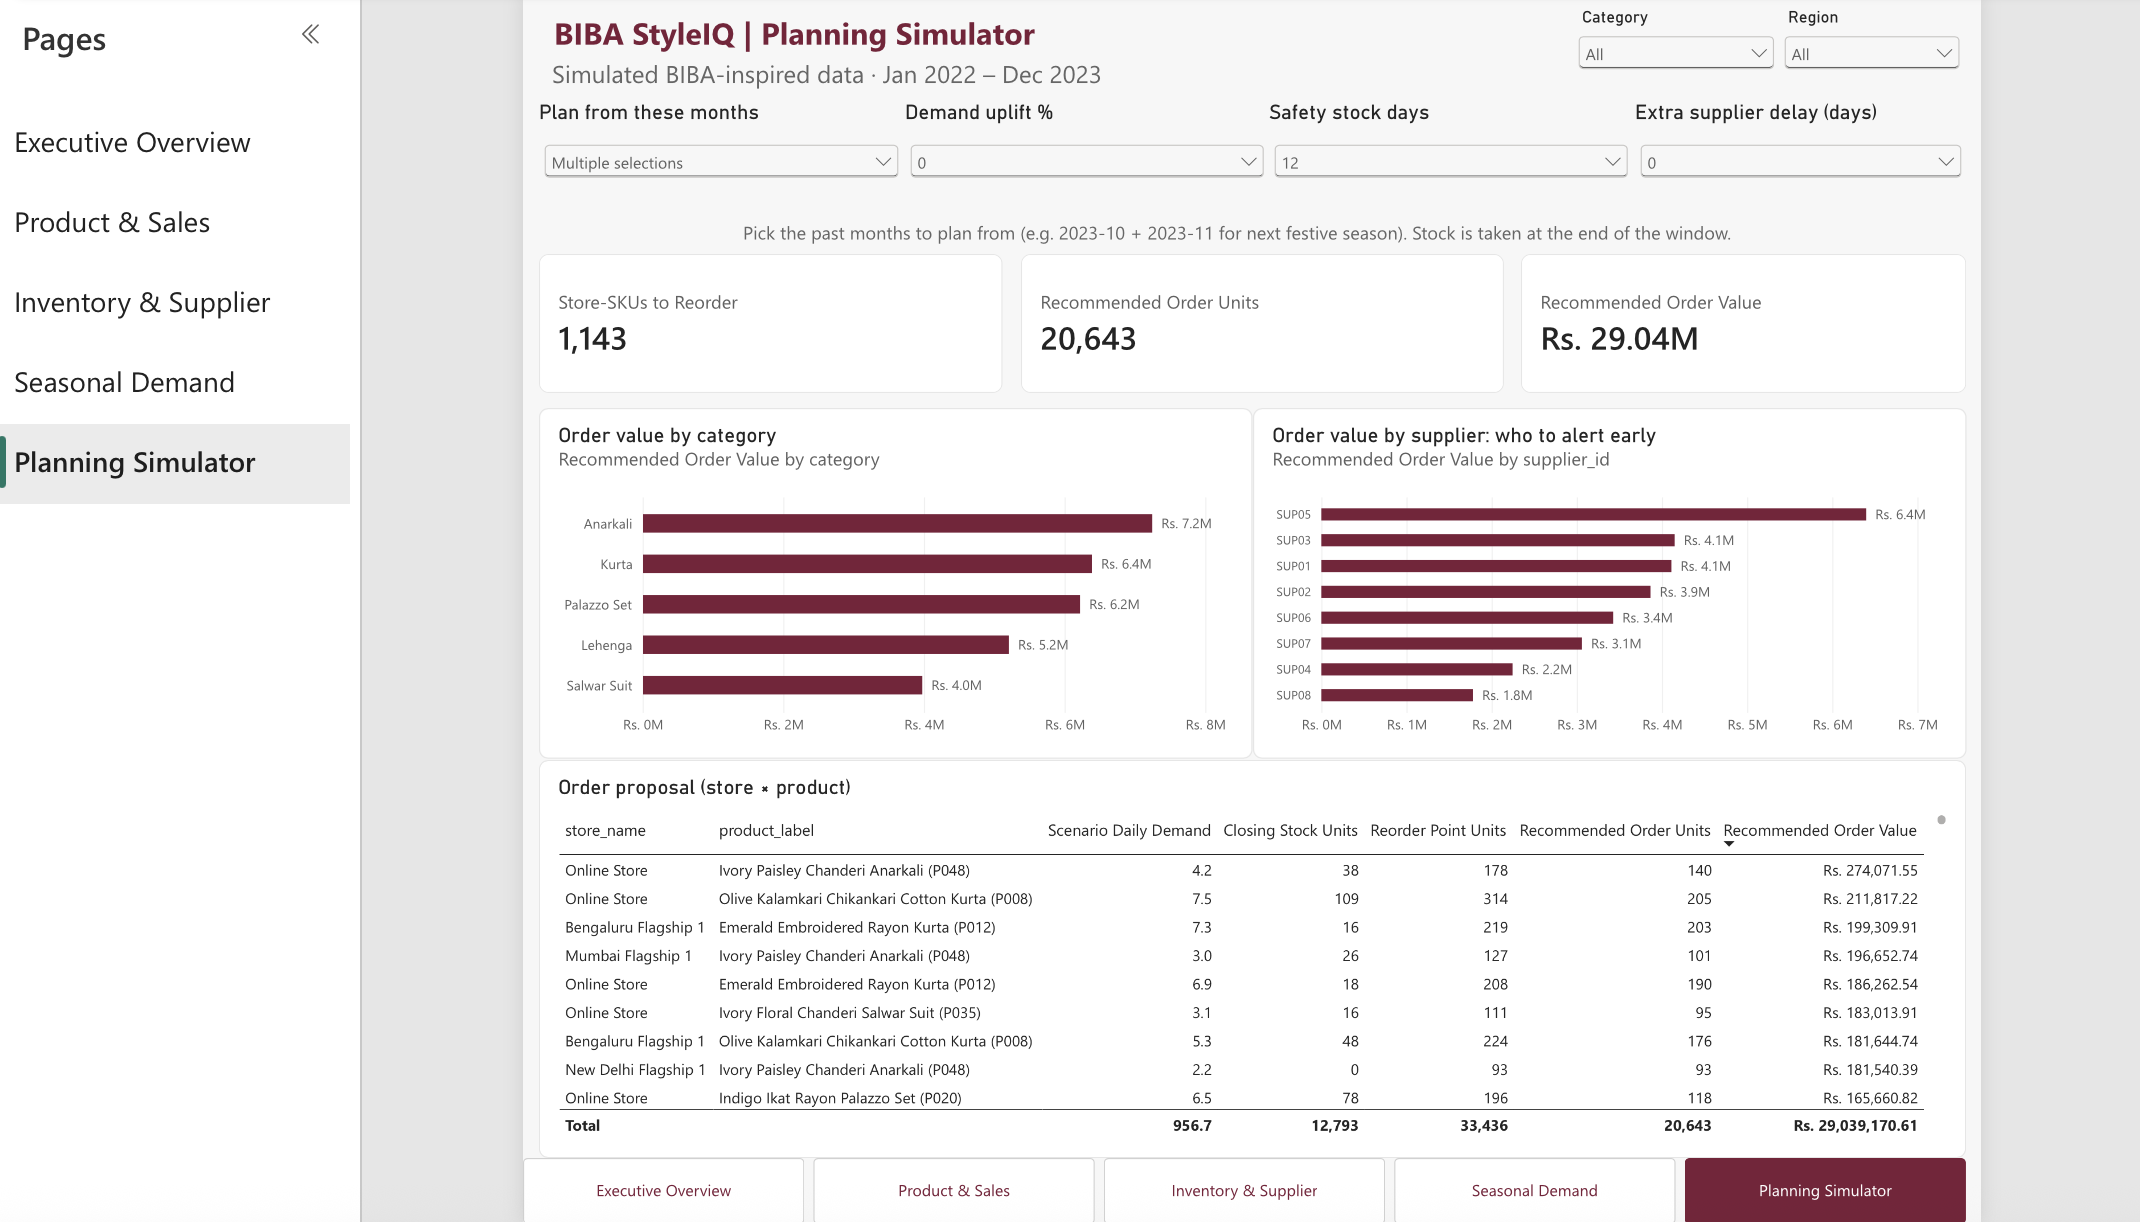 Pages
Executive Overview
Product & Sales
Inventory & Supplier
Seasonal Demand
Planning Simulator
BIBA StyleIQ | Planning Simulator
Simulated BIBA-inspired data · Jan 2022 – Dec 2023
Category Region
All All
Plan from these months Demand uplift % Safety stock days Extra supplier delay (days)
Multiple selections 0 12 0
Pick the past months to plan from (e.g. 2023-10 + 2023-11 for next festive season). Stock is taken at the end of the window.
Store-SKUs to Reorder
1,143
Recommended Order Units
20,643
Recommended Order Value
Rs. 29.04M
Order value by category
Recommended Order Value by category
Anarkali Rs. 7.2M
Kurta Rs. 6.4M
Palazzo Set Rs. 6.2M
Lehenga Rs. 5.2M
Salwar Suit Rs. 4.0M
Rs. 0M Rs. 2M Rs. 4M Rs. 6M Rs. 8M
Order value by supplier: who to alert early
Recommended Order Value by supplier_id
SUP05 Rs. 6.4M
SUP03 Rs. 4.1M
SUP01 Rs. 4.1M
SUP02 Rs. 3.9M
SUP06 Rs. 3.4M
SUP07 Rs. 3.1M
SUP04 Rs. 2.2M
SUP08 Rs. 1.8M
Rs. 0M Rs. 1M Rs. 2M Rs. 3M Rs. 4M Rs. 5M Rs. 6M Rs. 7M
Order proposal (store × product)
store_name product_label Scenario Daily Demand Closing Stock Units Reorder Point Units Recommended Order Units Recommended Order Value
Online Store Ivory Paisley Chanderi Anarkali (P048) 4.2 38 178 140 Rs. 274,071.55
Online Store Olive Kalamkari Chikankari Cotton Kurta (P008) 7.5 109 314 205 Rs. 211,817.22
Bengaluru Flagship 1 Emerald Embroidered Rayon Kurta (P012) 7.3 16 219 203 Rs. 199,309.91
Mumbai Flagship 1 Ivory Paisley Chanderi Anarkali (P048) 3.0 26 127 101 Rs. 196,652.74
Online Store Emerald Embroidered Rayon Kurta (P012) 6.9 18 208 190 Rs. 186,262.54
Online Store Ivory Floral Chanderi Salwar Suit (P035) 3.1 16 111 95 Rs. 183,013.91
Bengaluru Flagship 1 Olive Kalamkari Chikankari Cotton Kurta (P008) 5.3 48 224 176 Rs. 181,644.74
New Delhi Flagship 1 Ivory Paisley Chanderi Anarkali (P048) 2.2 0 93 93 Rs. 181,540.39
Online Store Indigo Ikat Rayon Palazzo Set (P020) 6.5 78 196 118 Rs. 165,660.82
Total 956.7 12,793 33,436 20,643 Rs. 29,039,170.61
Executive Overview Product & Sales Inventory & Supplier Seasonal Demand Planning Simulator